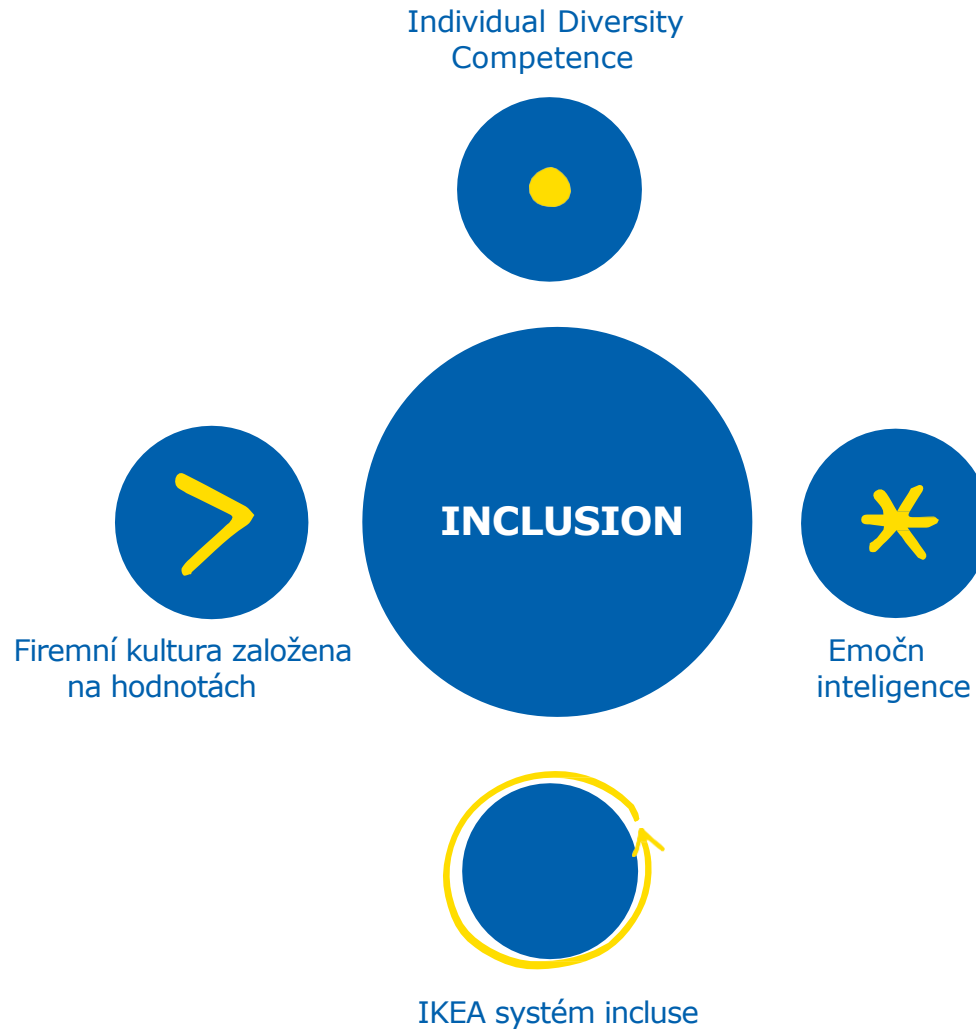 Individual Diversity
Competence
INCLUSION
Firemní kultura založena
na hodnotách
Emočn
inteligence
IKEA systém incluse